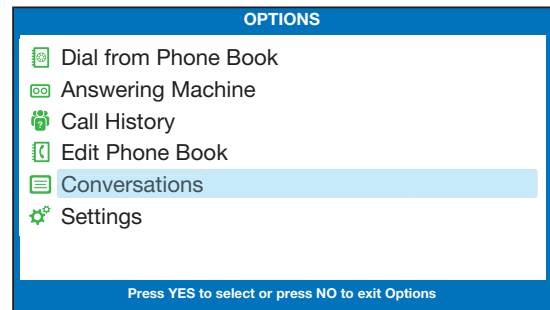 OPTIONS
Dial from Phone Book
Answering Machine
Call History
Edit Phone Book
Conversations
Settings
Press YES to select or press NO to exit Options